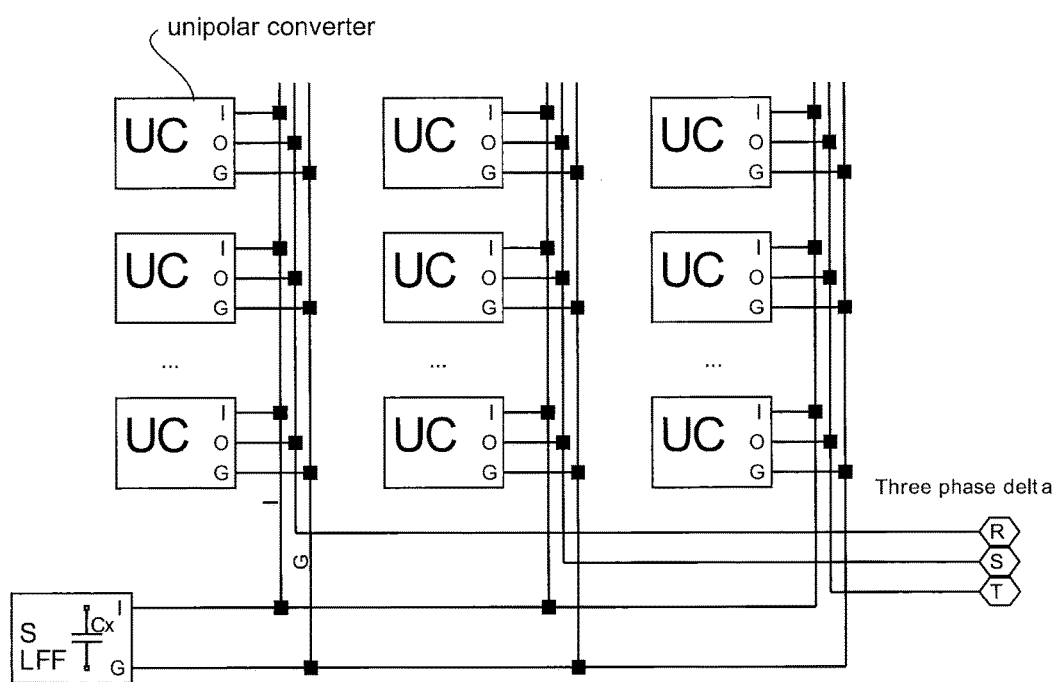 unipolar converter
UC I O G
UC I O G
UC I O G
UC I O G
UC I O G
UC I O G
... ... ...
UC I O G
UC I O G
UC I O G
I
Three phase delta
R
G
S
T
I
Cx
S
LFF
G